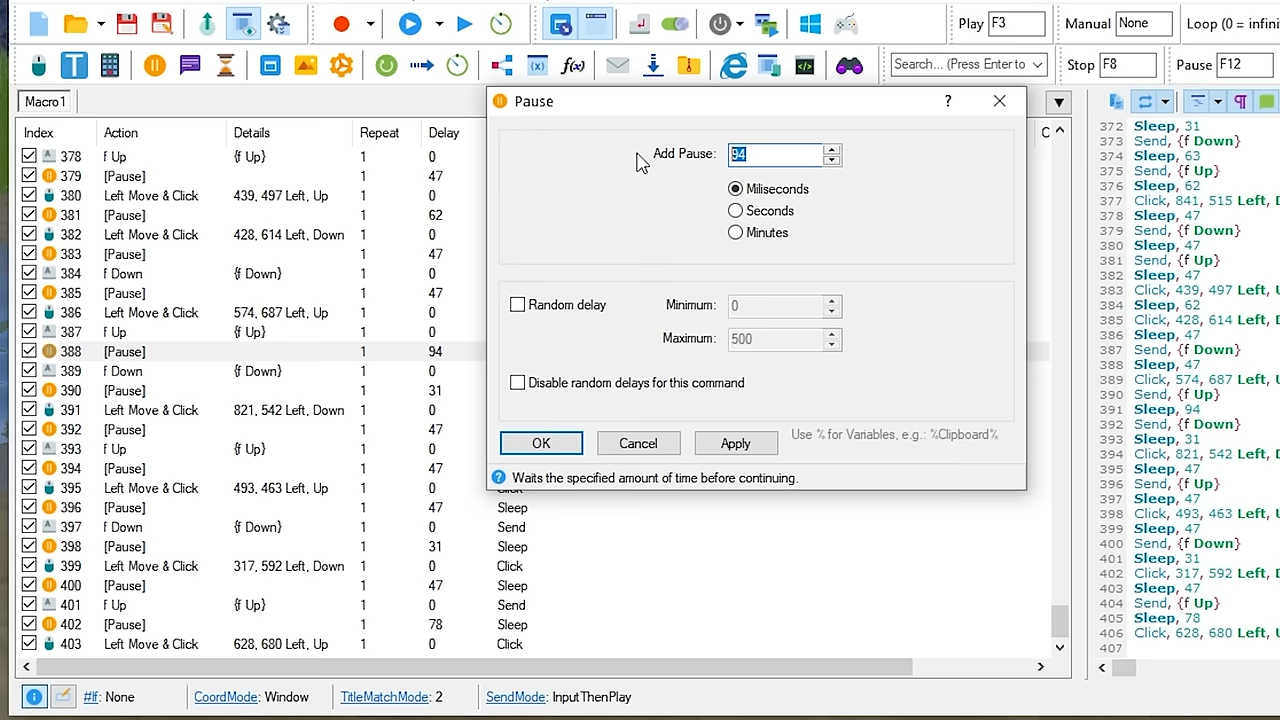 Play F3 Manual None Loop (0 = infini
Search... (Press Enter to Stop F8 Pause F12
Macro1
Index Action Details Repeat Delay
378 f Up {f Up} 1 0
379 [Pause] 1 47
380 Left Move & Click 439, 497 Left, Up 1 0
381 [Pause] 1 62
382 Left Move & Click 428, 614 Left, Down 1 0
383 [Pause] 1 47
384 f Down {f Down} 1 0
385 [Pause] 1 47
386 Left Move & Click 574, 687 Left, Up 1 0
387 f Up {f Up} 1 0
388 [Pause] 1 94
389 f Down {f Down} 1 0
390 [Pause] 1 31
391 Left Move & Click 821, 542 Left, Down 1 0
392 [Pause] 1 47
393 f Up {f Up} 1 0
394 [Pause] 1 47
395 Left Move & Click 493, 463 Left, Up 1 0
396 [Pause] 1 47 Sleep
397 f Down {f Down} 1 0 Send
398 [Pause] 1 31 Sleep
399 Left Move & Click 317, 592 Left, Down 1 0 Click
400 [Pause] 1 47 Sleep
401 f Up {f Up} 1 0 Send
402 [Pause] 1 78 Sleep
403 Left Move & Click 628, 680 Left, Up 1 0 Click
Pause ?
Add Pause: 94
Miliseconds
Seconds
Minutes
Random delay Minimum: 0
Maximum: 500
Disable random delays for this command
OK Cancel Apply Use % for Variables, e.g.: %Clipboard%
Waits the specified amount of time before continuing.
C
372 Sleep, 31
373 Send, {f Down}
374 Sleep, 63
375 Send, {f Up}
376 Sleep, 62
377 Click, 841, 515 Left, D
378 Sleep, 47
379 Send, {f Down}
380 Sleep, 47
381 Send, {f Up}
382 Sleep, 47
383 Click, 439, 497 Left, U
384 Sleep, 62
385 Click, 428, 614 Left, D
386 Sleep, 47
387 Send, {f Down}
388 Sleep, 47
389 Click, 574, 687 Left, U
390 Send, {f Up}
391 Sleep, 94
392 Send, {f Down}
393 Sleep, 31
394 Click, 821, 542 Left, D
395 Sleep, 47
396 Send, {f Up}
397 Sleep, 47
398 Click, 493, 463 Left, U
399 Sleep, 47
400 Send, {f Down}
401 Sleep, 31
402 Click, 317, 592 Left, D
403 Sleep, 47
404 Send, {f Up}
405 Sleep, 78
406 Click, 628, 680 Left, U
407
#If: None CoordMode: Window TitleMatchMode: 2 SendMode: InputThenPlay